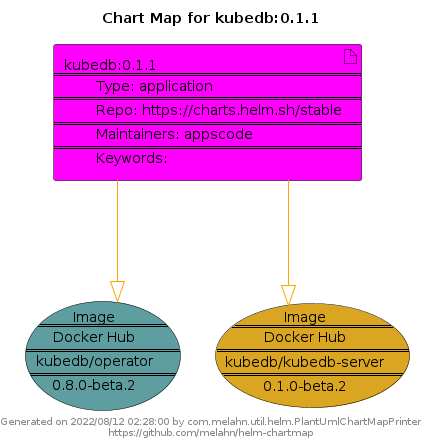 Chart Map for kubedb:0.1.1
kubedb:0.1.1
Type: application
Repo: https://charts.helm.sh/stable
Maintainers: appscode
Keywords:
Image
Docker Hub
kubedb/operator
0.8.0-beta.2
Image
Docker Hub
kubedb/kubedb-server
0.1.0-beta.2
Generated on 2022/08/12 02:28:00 by com.melahn.util.helm.PlantUmlChartMapPrinter
https://github.com/melahn/helm-chartmap